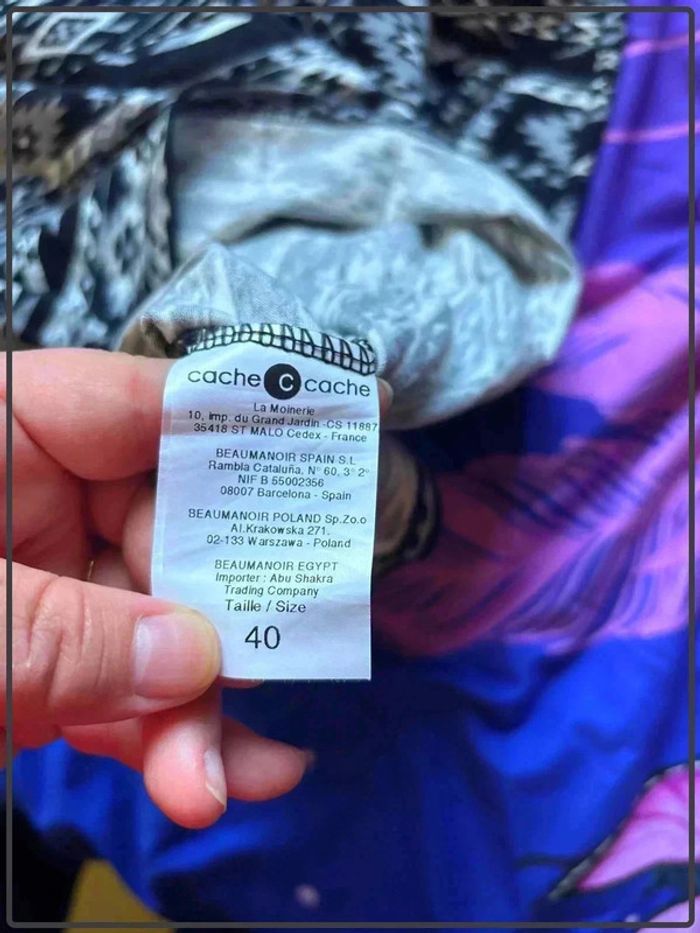 cache c cache
La Moinerie
10, imp. du Grand Jardin -CS 11887
35418 ST MALO Cedex - France
BEAUMANOIR SPAIN S.L
Rambla Cataluña, N° 60, 3° 2°
NIF B 55002356
08007 Barcelona - Spain
BEAUMANOIR POLAND Sp.Zo.o
Al.Krakowska 271.
02-133 Warszawa - Poland
BEAUMANOIR EGYPT
Importer : Abu Shakra
Trading Company
Taille / Size
40